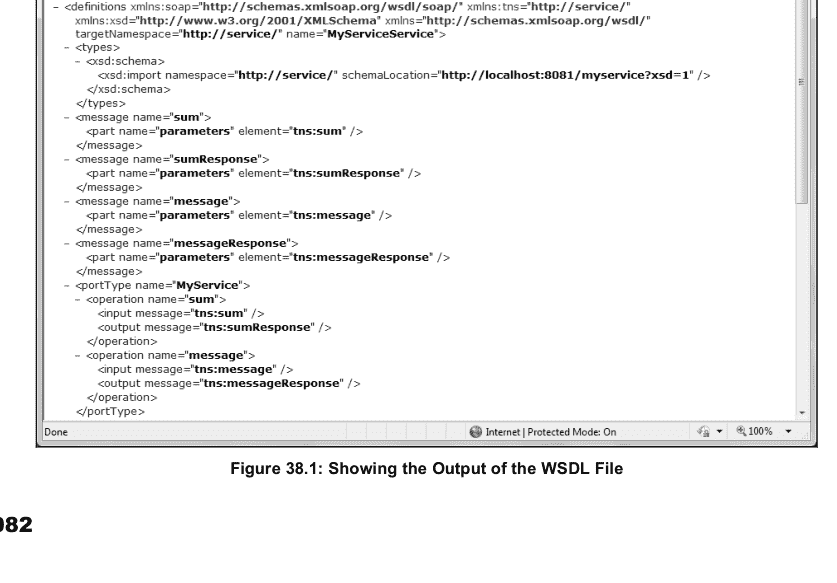 - <definitions xmlns:soap="http://schemas.xmlsoap.org/wsdl/soap/" xmlns:tns="http://service/"
xmlns:xsd="http://www.w3.org/2001/XMLSchema" xmlns="http://schemas.xmlsoap.org/wsdl/"
targetNamespace="http://service/" name="MyServiceService">
- <types>
- <xsd:schema>
<xsd:import namespace="http://service/" schemaLocation="http://localhost:8081/myservice?xsd=1" />
</xsd:schema>
</types>
- <message name="sum">
<part name="parameters" element="tns:sum" />
</message>
- <message name="sumResponse">
<part name="parameters" element="tns:sumResponse" />
</message>
- <message name="message">
<part name="parameters" element="tns:message" />
</message>
- <message name="messageResponse">
<part name="parameters" element="tns:messageResponse" />
</message>
- <portType name="MyService">
- <operation name="sum">
<input message="tns:sum" />
<output message="tns:sumResponse" />
</operation>
- <operation name="message">
<input message="tns:message" />
<output message="tns:messageResponse" />
</operation>
</portType>
Done Internet | Protected Mode: On 100%
Figure 38.1: Showing the Output of the WSDL File
982